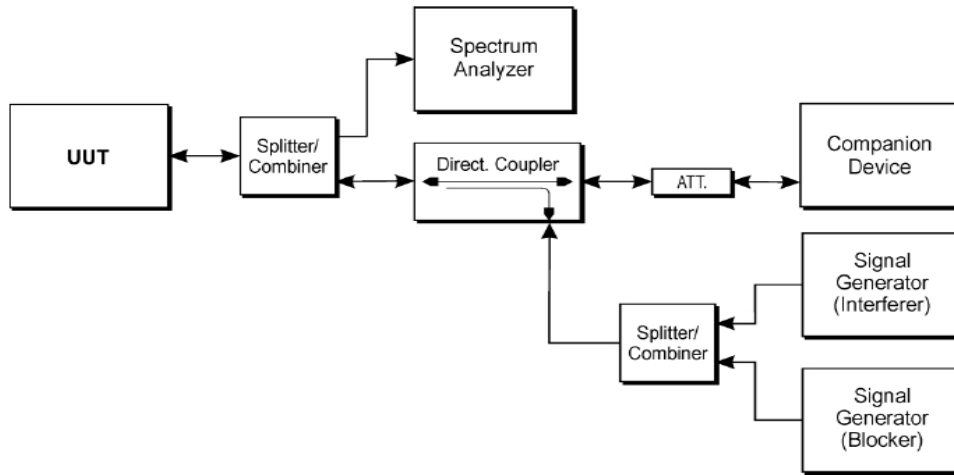 Spectrum
Analyzer
UUT
Splitter/
Combiner
Direct. Coupler
ATT.
Companion
Device
Signal
Generator
(Interferer)
Splitter/
Combiner
Signal
Generator
(Blocker)